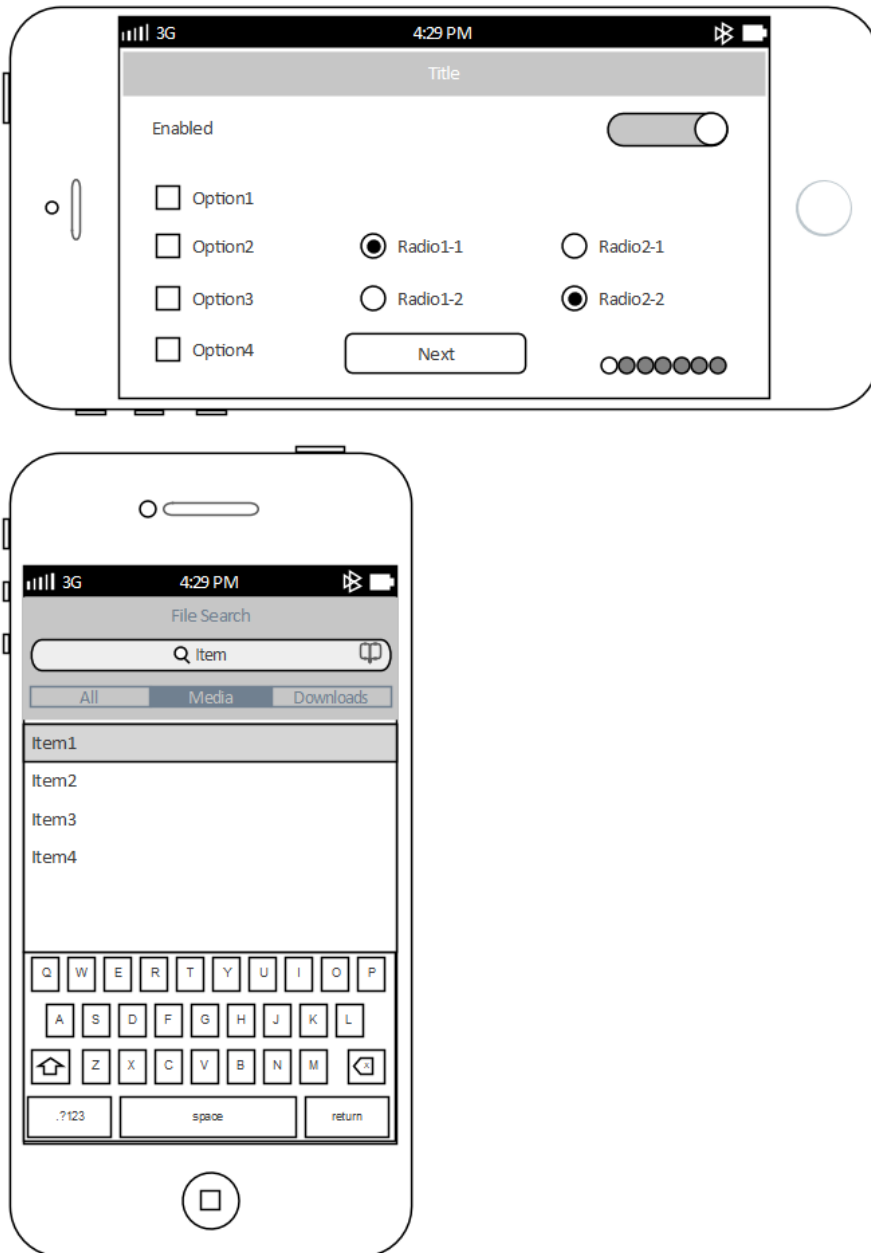 3G 4:29 PM
Title
Enabled
Option1
Option2 Radio1-1 Radio2-1
Option3 Radio1-2 Radio2-2
Option4 Next
3G 4:29 PM
File Search
Item
All Media Downloads
Item1
Item2
Item3
Item4
Q W E R T Y U I O P
A S D F G H J K L
Z X C V B N M X
.?123 space return